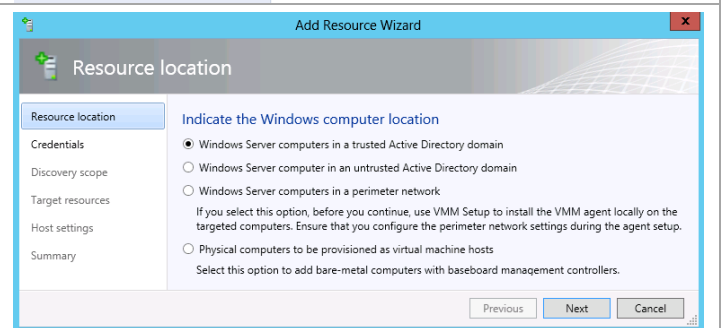 Add Resource Wizard
x
Resource location
Resource location
Credentials
Discovery scope
Target resources
Host settings
Summary
Indicate the Windows computer location
Windows Server computers in a trusted Active Directory domain
Windows Server computer in an untrusted Active Directory domain
Windows Server computers in a perimeter network
If you select this option, before you continue, use VMM Setup to install the VMM agent locally on the
targeted computers. Ensure that you configure the perimeter network settings during the agent setup.
Physical computers to be provisioned as virtual machine hosts
Select this option to add bare-metal computers with baseboard management controllers.
Previous
Next
Cancel